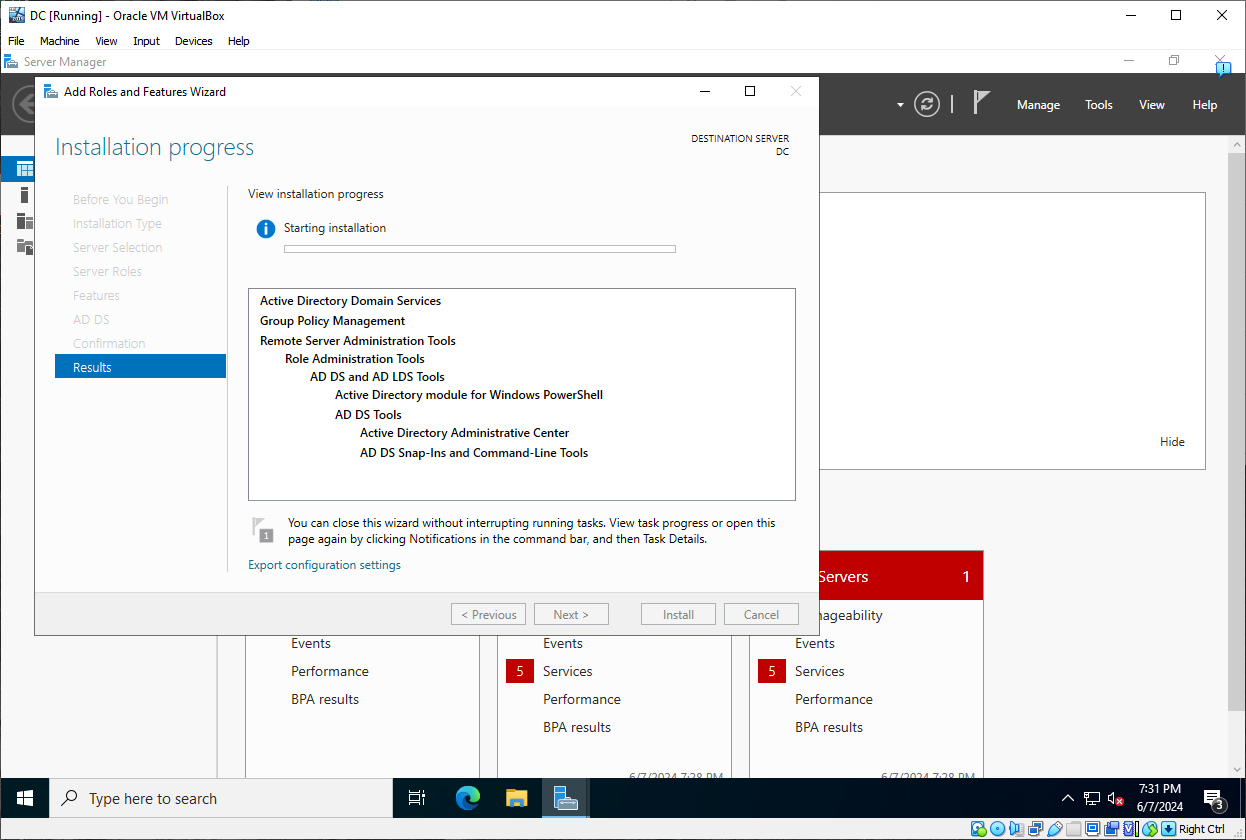 DC [Running] - Oracle VM VirtualBox
File Machine View Input Devices Help
Server Manager
Add Roles and Features Wizard
Manage Tools View Help
Installation progress
DESTINATION SERVER
DC
Before You Begin
Installation Type
Server Selection
Server Roles
Features
AD DS
Confirmation
Results
View installation progress
Starting installation
Active Directory Domain Services
Group Policy Management
Remote Server Administration Tools
Role Administration Tools
AD DS and AD LDS Tools
Active Directory module for Windows PowerShell
AD DS Tools
Active Directory Administrative Center
AD DS Snap-Ins and Command-Line Tools
1
You can close this wizard without interrupting running tasks. View task progress or open this
page again by clicking Notifications in the command bar, and then Task Details.
Export configuration settings
< Previous Next > Install Cancel
Hide
Servers 1
nageability
Events Events Events
Performance 5 Services 5 Services
BPA results Performance Performance
BPA results BPA results
6/7/2024 7:28 PM 6/7/2024 7:28 PM
Type here to search
7:31 PM
6/7/2024
3
Right Ctrl